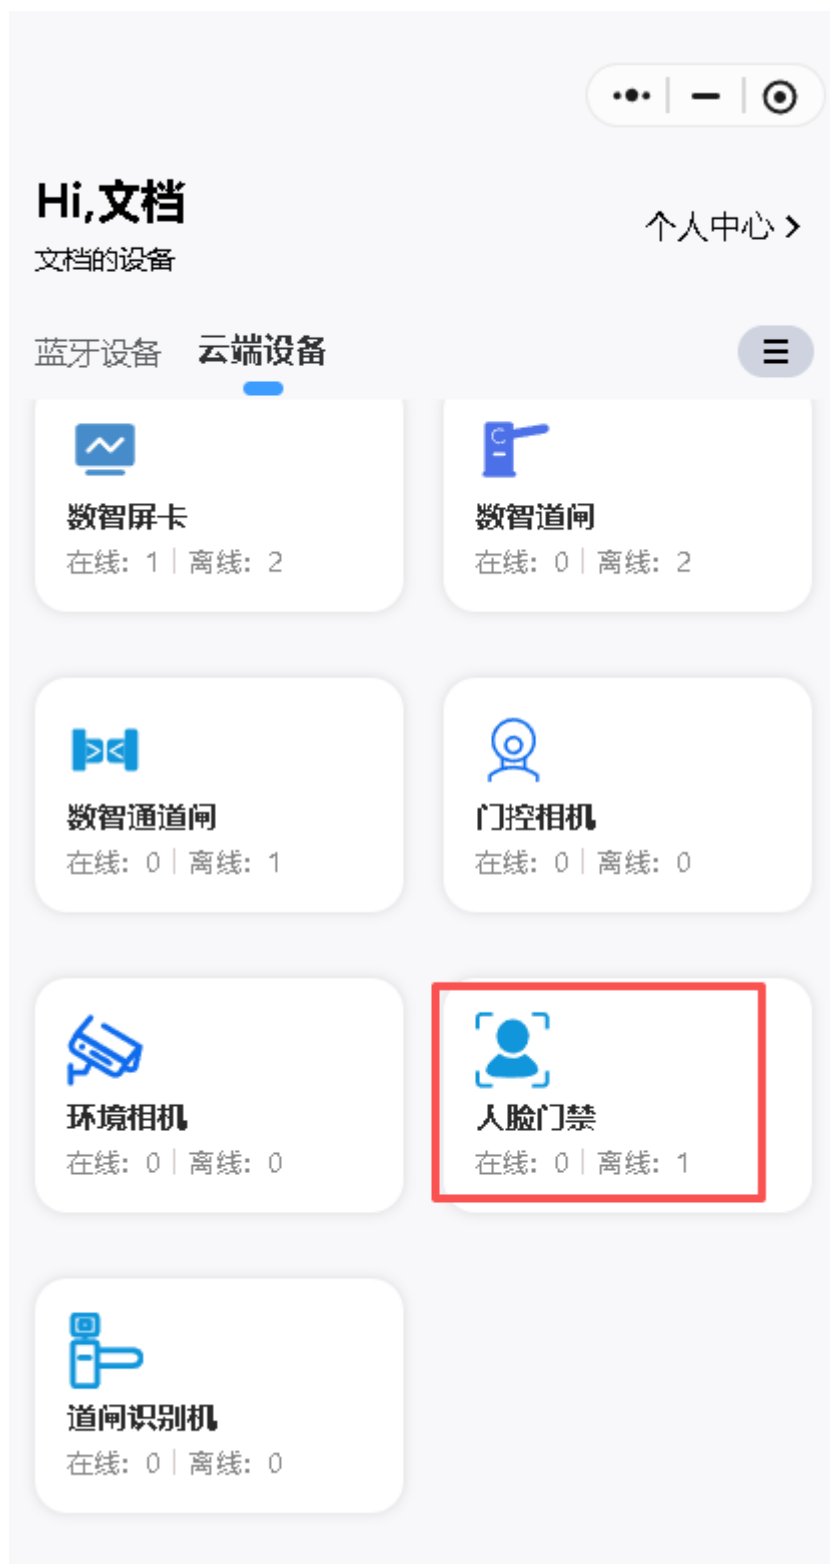 Hi,文档
个人中心
文档的设备
蓝牙设备 云端设备
数智屏卡
在线: 1 离线: 2
数智道闸
在线: 0 离线: 2
数智通道闸
在线: 0 离线: 1
门控相机
在线: 0 离线: 0
环境相机
在线: 0 离线: 0
人脸门禁
在线: 0 离线: 1
道闸识别机
在线: 0 离线: 0